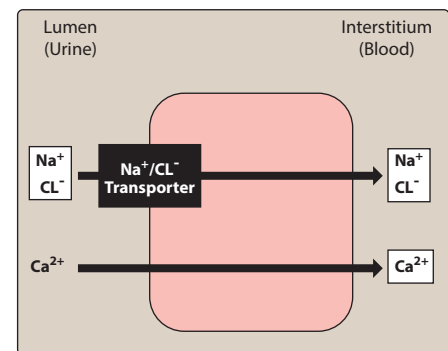 Lumen
(Urine)
Interstitium
(Blood)
Na⁺
CL⁻
Na⁺/CL⁻
Transporter
Na⁺
CL⁻
Ca²⁺
Ca²⁺